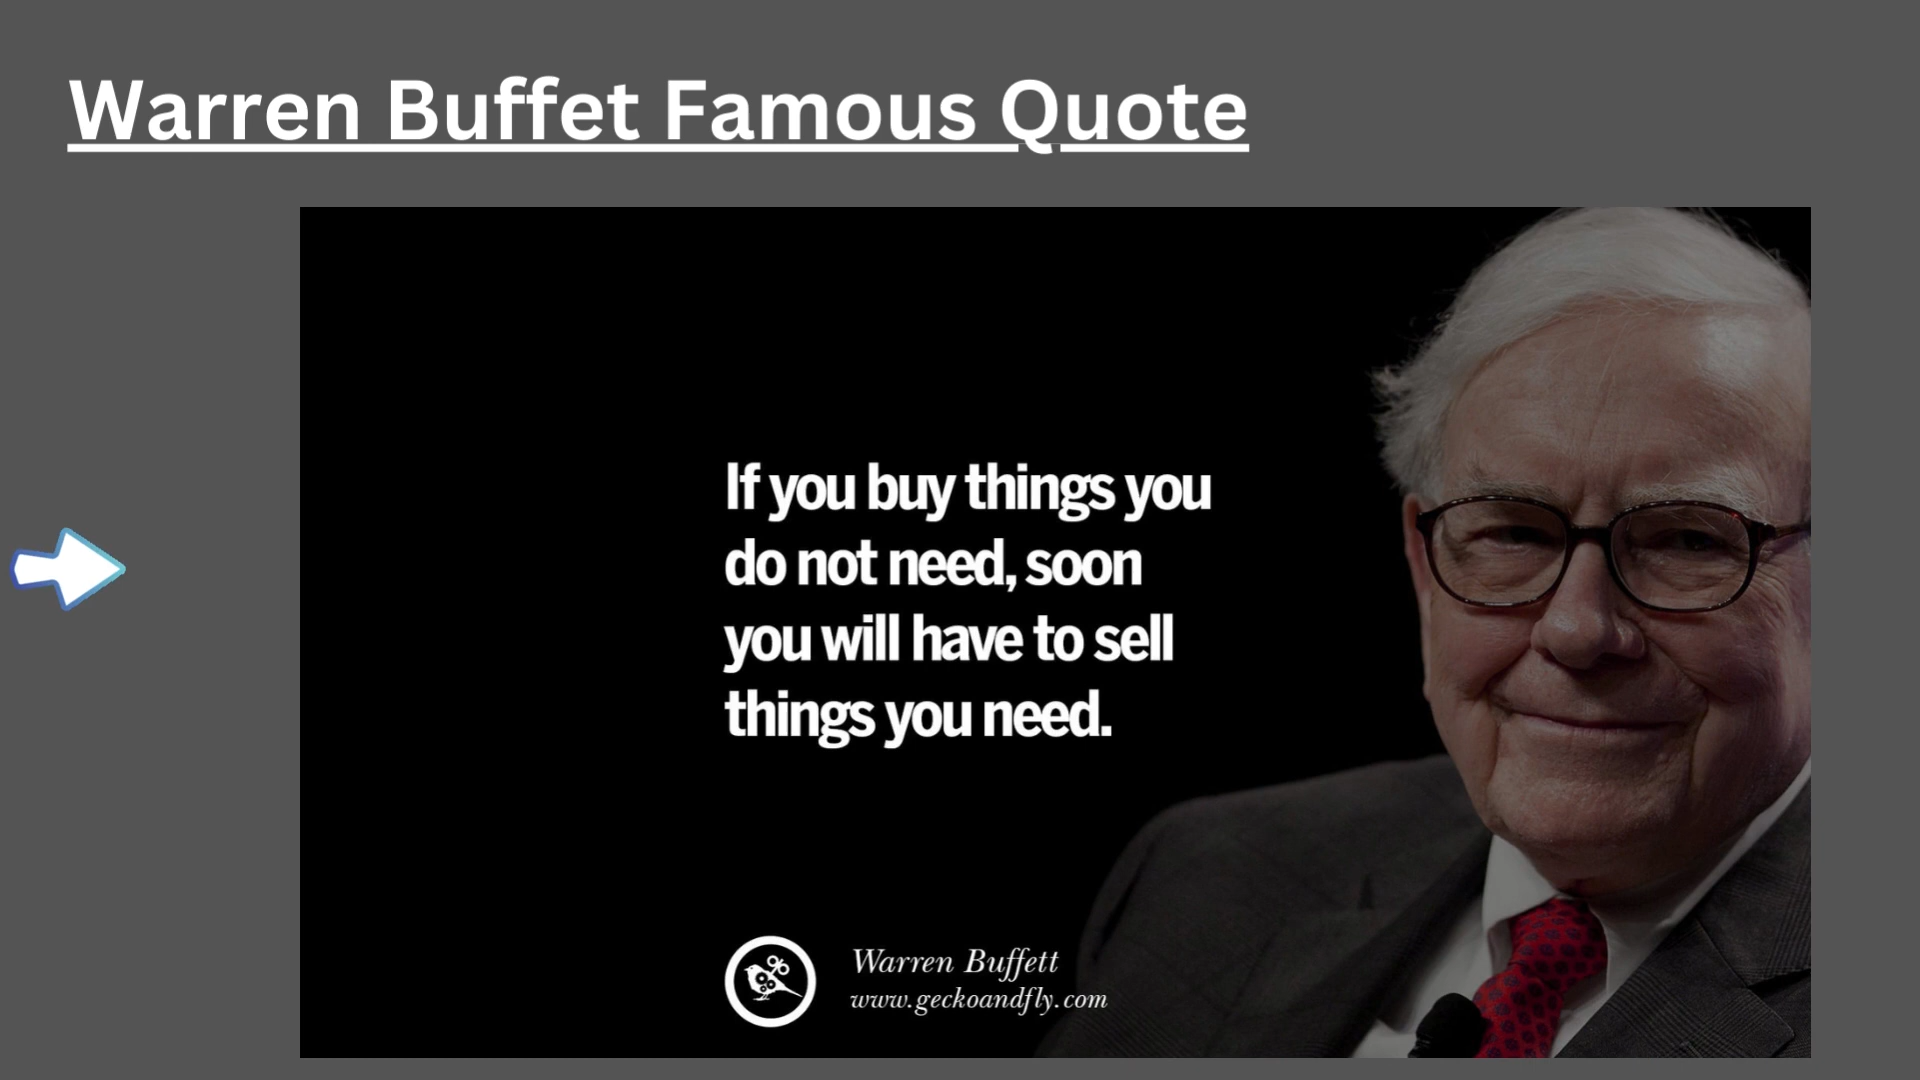 Warren Buffet Famous Quote
If you buy things you
do not need, soon
you will have to sell
things you need.
Warren Buffett
www.geckoandfly.com